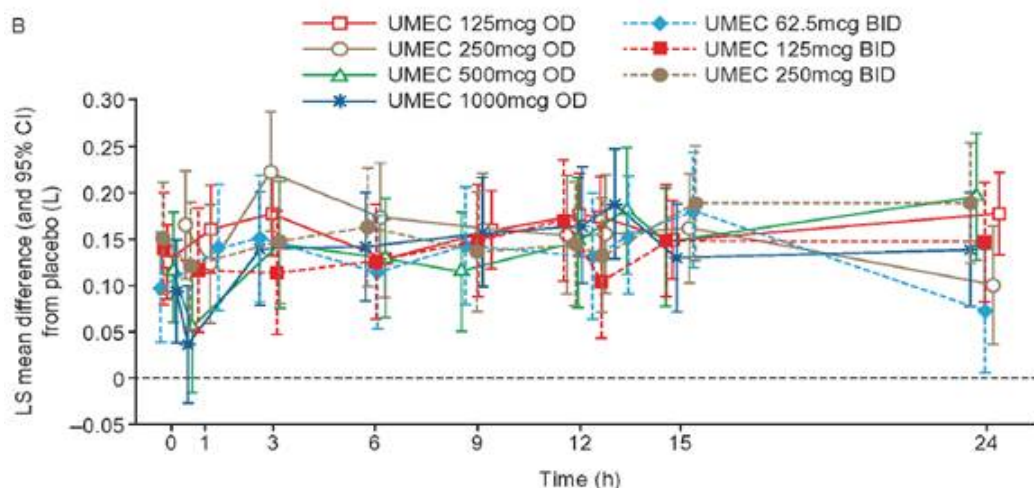 B
UMEC 125mcg OD
UMEC 250mcg OD
UMEC 500mcg OD
UMEC 1000mcg OD
UMEC 62.5mcg BID
UMEC 125mcg BID
UMEC 250mcg BID
LS mean difference (and 95% CI)
from placebo (L)
0.30
0.25
0.20
0.15
0.10
0.05
0
–0.05
0 1 3 6 9 12 15 24
Time (h)